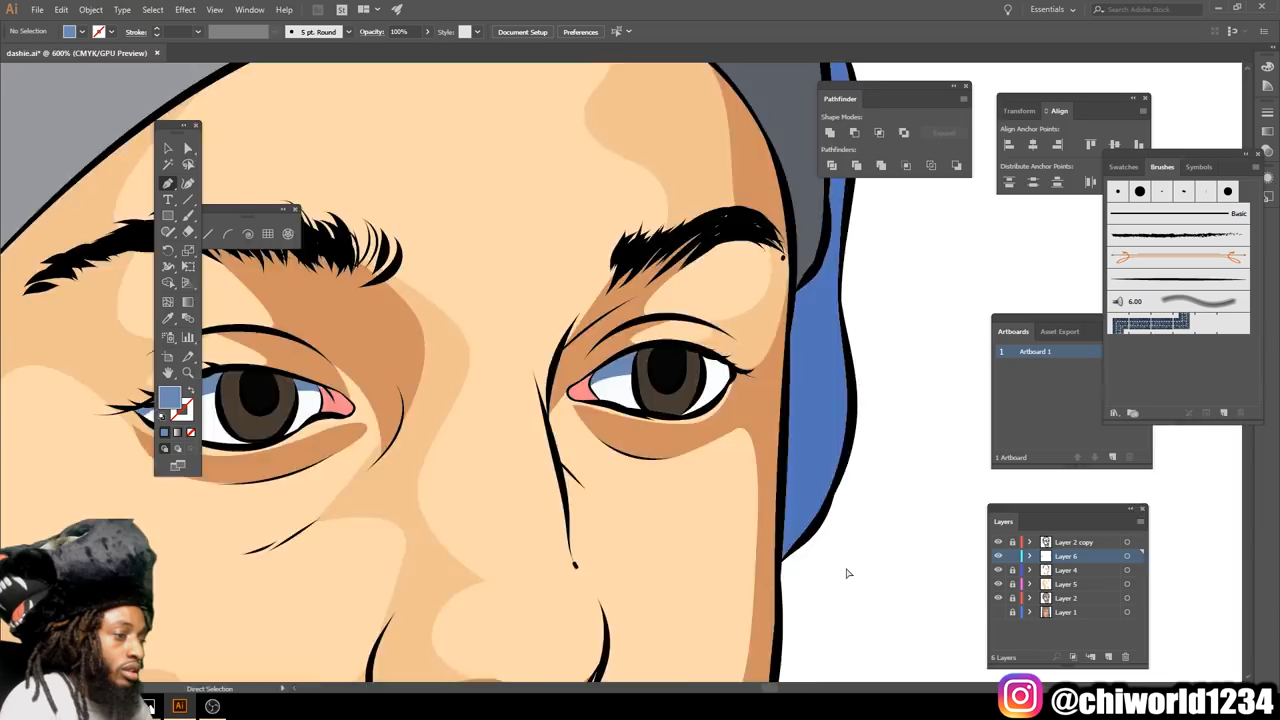 Ai File Edit Object Type Select Effect View Window Help Br St Essentials Search Adobe Stock
No Selection Stroke: 5 pt. Round Opacity: 100% Style: Document Setup Preferences
dashie.ai* @ 600% (CMYK/GPU Preview)
Pathfinder
Shape Modes:
Expand
Pathfinders:
Transform Align
Align Anchor Points:
Distribute Anchor Points:
Swatches Brushes Symbols
Basic
6.00
Artboards Asset Export
1 Artboard 1
1 Artboard
Layers
Layer 2 copy
Layer 6
Layer 4
Layer 5
Layer 2
Layer 1
6 Layers
Direct Selection
Ai
@chiworld1234